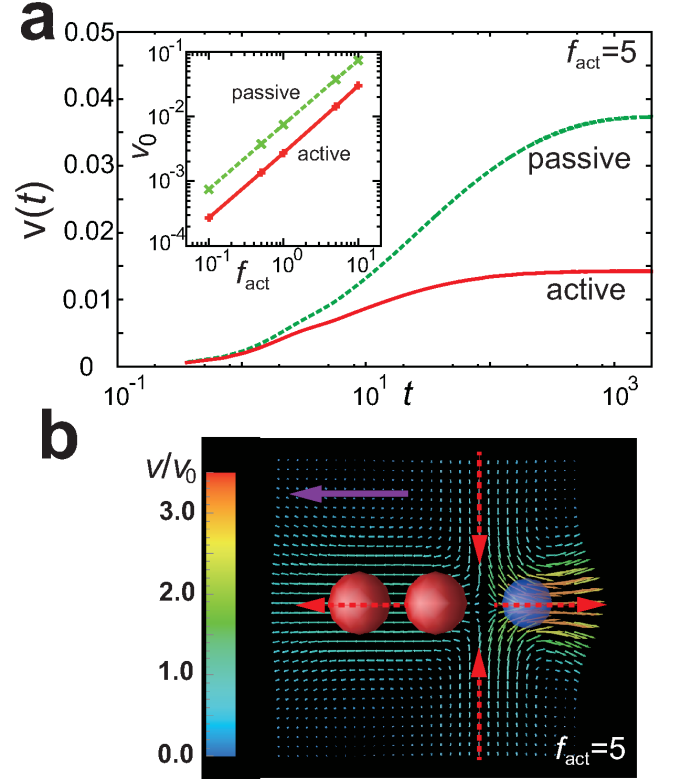 a
0.05
0.04
0.03
0.02
0.01
0
v(t)
f_act=5
passive
active
10^-1
10^-2
10^-3
10^-4
v_0
passive
active
10^-1
10^0
10^1
f_act
10^-1
10^1
t
10^3
b
v/v_0
3.0
2.0
1.0
0.0
f_act=5